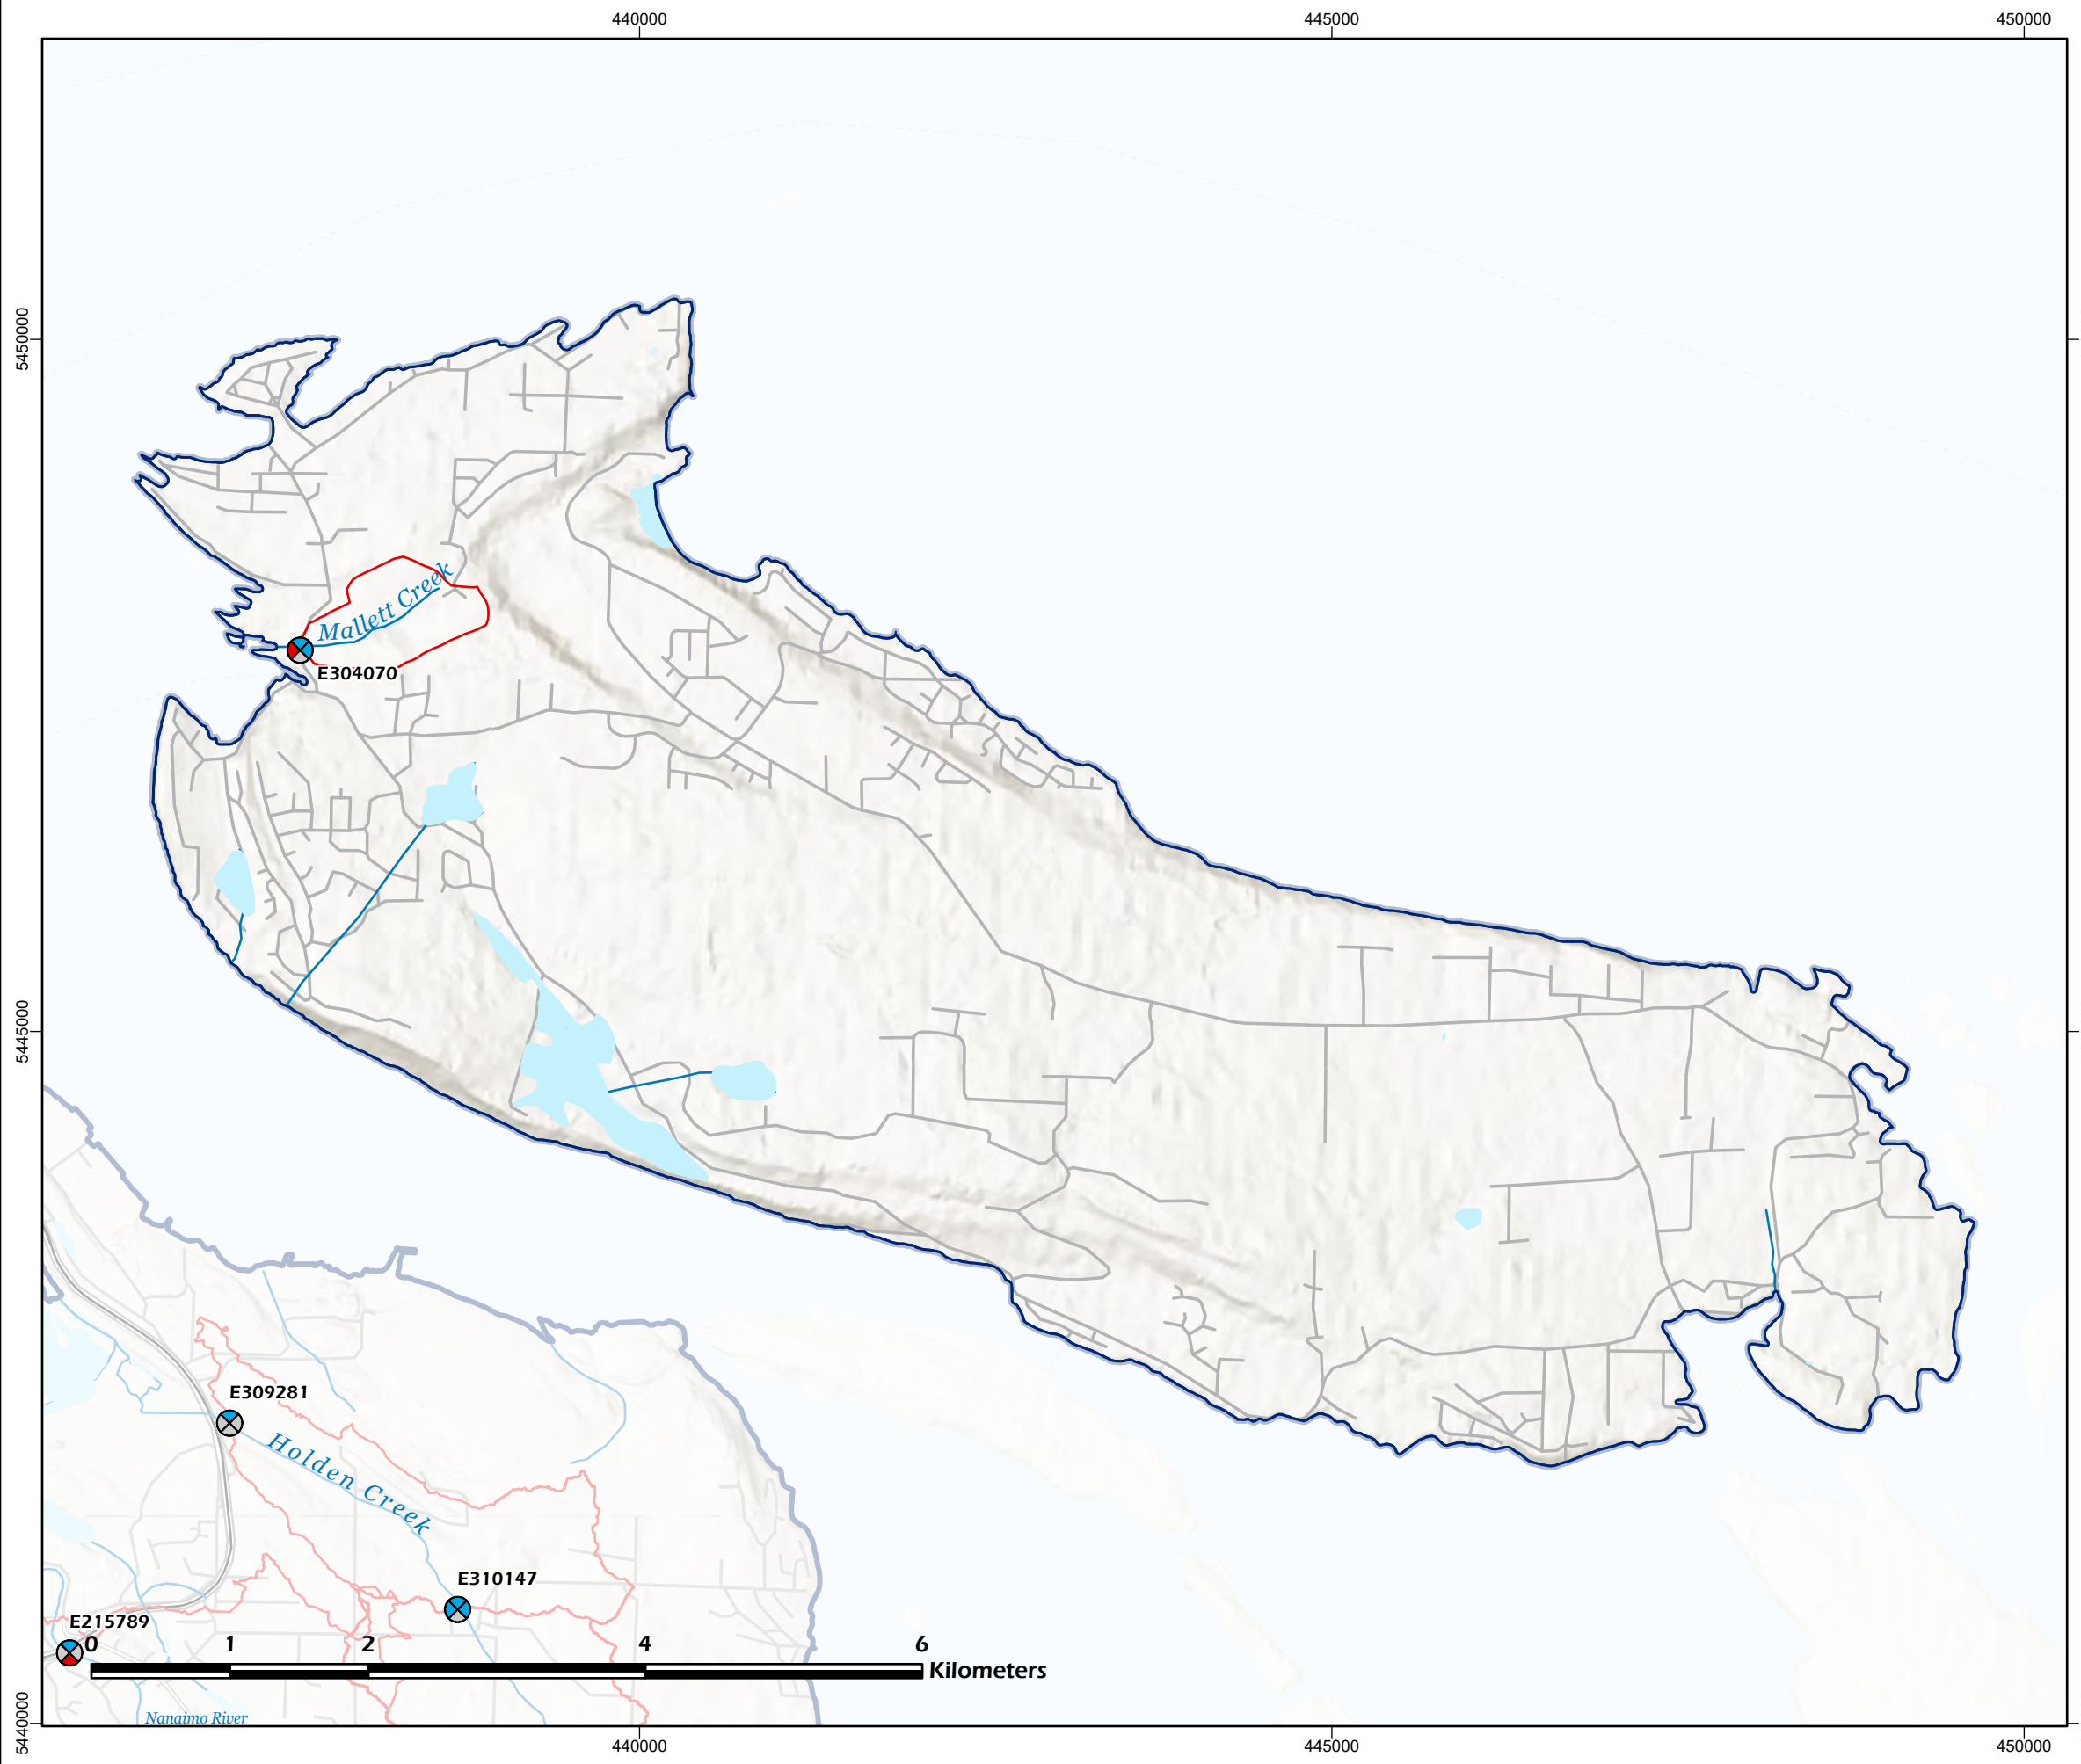 440000
445000
450000
5450000
Mallett Creek
E304070
5445000
E309281
Holden Creek
E310147
E215789
0 1 2 4 6
Kilometers
Nanaimo River
5440000
440000
445000
450000